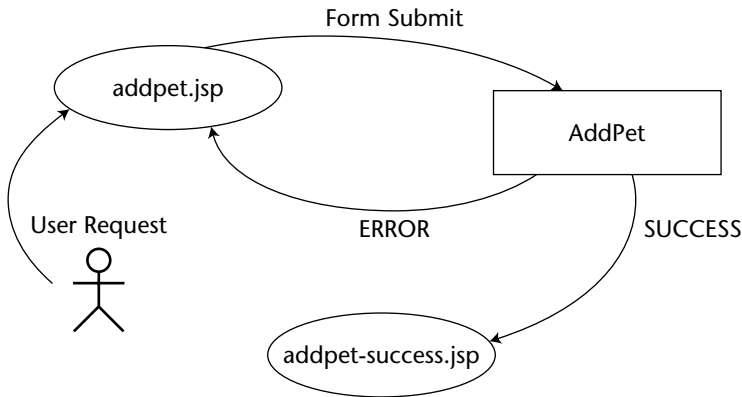 Form Submit
addpet.jsp
AddPet
User Request
ERROR
SUCCESS
addpet-success.jsp